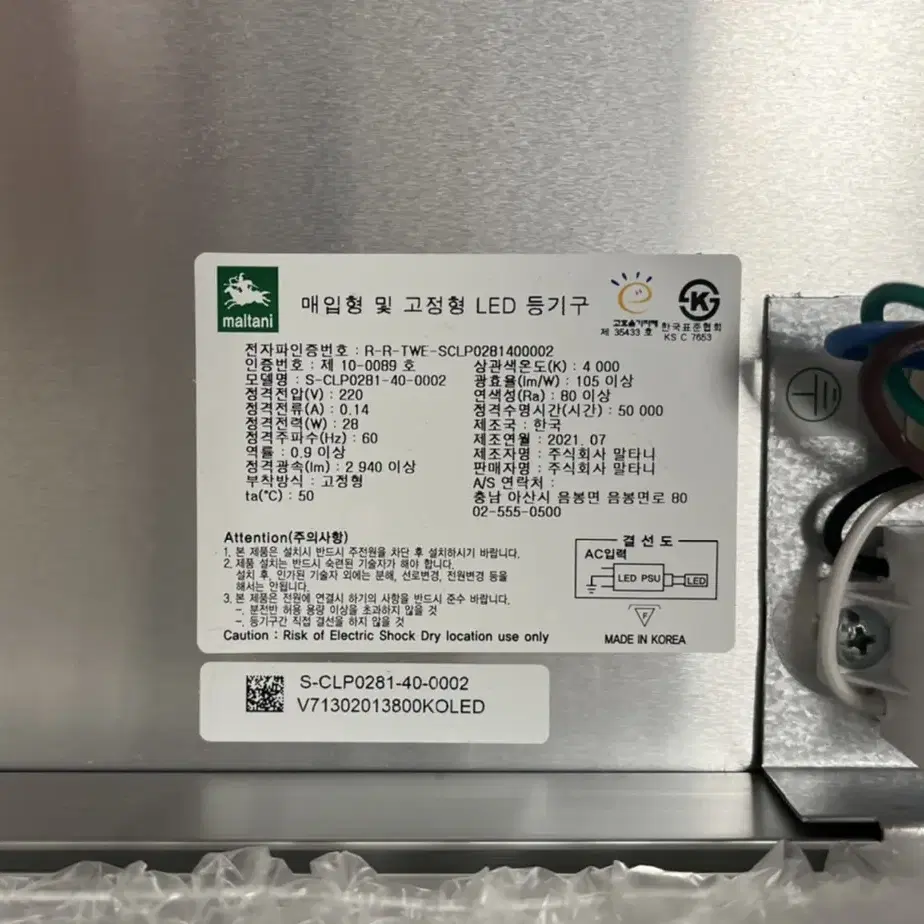 maltani
매입형 및 고정형 LED 등기구
고효율기자재
제 35433 호
한국표준협회
KS C 7653
전자파인증번호 : R-R-TWE-SCLP0281400002
인증번호 : 제 10-0089 호
모델명 : S-CLP0281-40-0002
정격전압(V) : 220
정격전류(A) : 0.14
정격전력(W) : 28
정격주파수(Hz) : 60
역률 : 0.9 이상
정격광속(lm) : 2 940 이상
부착방식 : 고정형
ta(°C) : 50
상관색온도(K) : 4 000
광효율(lm/W) : 105 이상
연색성(Ra) : 80 이상
정격수명시간(시간) : 50 000
제조국 : 한국
제조연월 : 2021. 07
제조자명 : 주식회사 말타니
판매자명 : 주식회사 말타니
A/S 연락처 :
충남 아산시 음봉면 음봉면로 80
02-555-0500
Attention(주의사항)
1. 본 제품은 설치시 반드시 주전원을 차단 후 설치하시기 바랍니다.
2. 제품 설치는 반드시 숙련된 기술자가 해야 합니다.
설치 후, 인가된 기술자 외에는 분해, 선로변경, 전원변경 등을
해서는 안됩니다.
3. 본 제품은 전원에 연결시 하기의 사항을 반드시 준수 바랍니다.
-. 분전반 허용 용량 이상을 초과하지 않을 것
-. 등기구간 직접 결선을 하지 않을 것
Caution : Risk of Electric Shock Dry location use only
결 선 도
AC입력
LED PSU
LED
F
MADE IN KOREA
S-CLP0281-40-0002
V71302013800KOLED